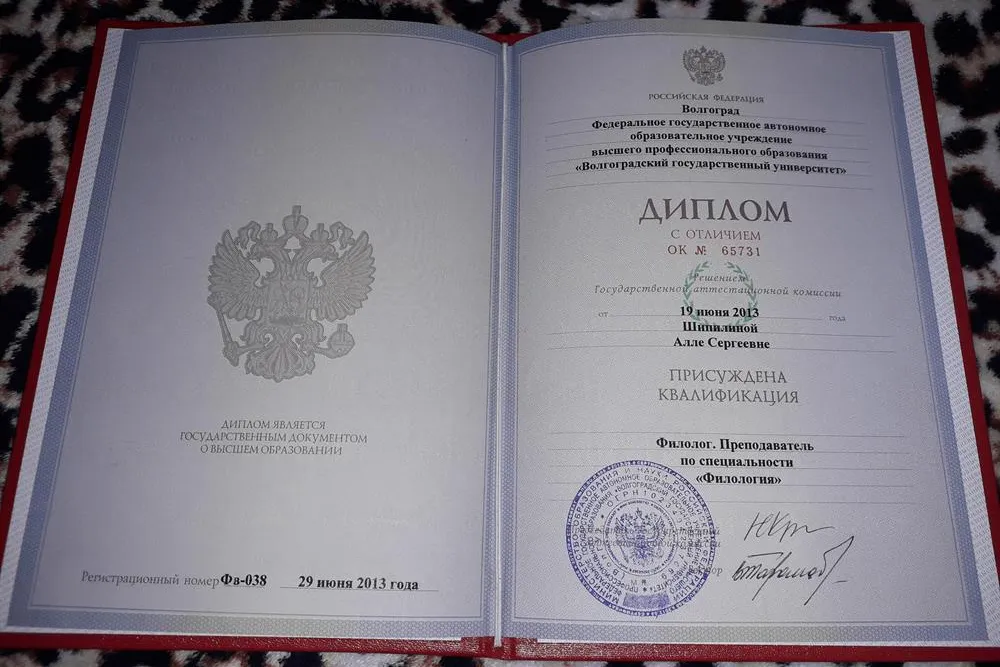 ДИПЛОМ ЯВЛЯЕТСЯ
ГОСУДАРСТВЕННЫМ ДОКУМЕНТОМ
О ВЫСШЕМ ОБРАЗОВАНИИ
Регистрационный номер Фв-038 29 июня 2013 года
РОССИЙСКАЯ ФЕДЕРАЦИЯ
Волгоград
Федеральное государственное автономное
образовательное учреждение
высшего профессионального образования
«Волгоградский государственный университет»
ДИПЛОМ
С ОТЛИЧИЕМ
ОК № 65731
Решением
Государственной аттестационной комиссии
от 19 июня 2013 года
Шипилиной
Алле Сергеевне
ПРИСУЖДЕНА
КВАЛИФИКАЦИЯ
Филолог. Преподаватель
по специальности
«Филология»